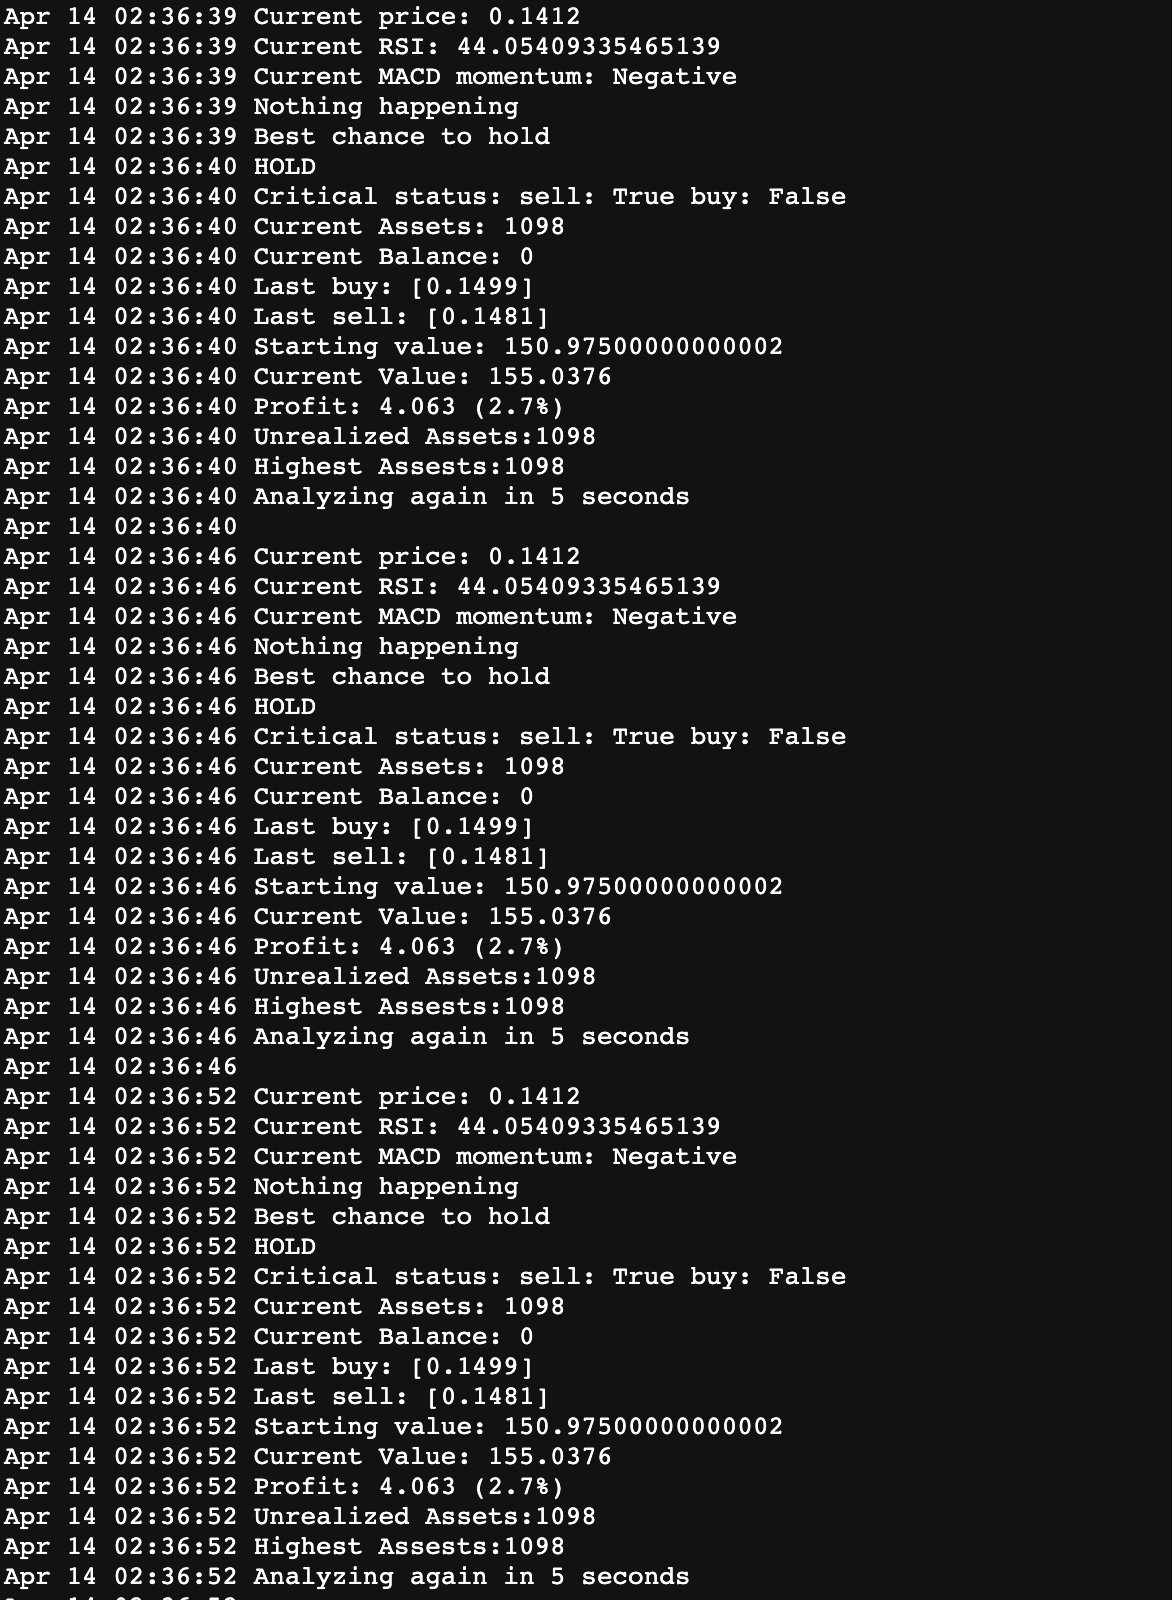 Apr 14 02:36:39 Current price: 0.1412
Apr 14 02:36:39 Current RSI: 44.05409335465139
Apr 14 02:36:39 Current MACD momentum: Negative
Apr 14 02:36:39 Nothing happening
Apr 14 02:36:39 Best chance to hold
Apr 14 02:36:40 HOLD
Apr 14 02:36:40 Critical status: sell: True buy: False
Apr 14 02:36:40 Current Assets: 1098
Apr 14 02:36:40 Current Balance: 0
Apr 14 02:36:40 Last buy: [0.1499]
Apr 14 02:36:40 Last sell: [0.1481]
Apr 14 02:36:40 Starting value: 150.97500000000002
Apr 14 02:36:40 Current Value: 155.0376
Apr 14 02:36:40 Profit: 4.063 (2.7%)
Apr 14 02:36:40 Unrealized Assets:1098
Apr 14 02:36:40 Highest Assests:1098
Apr 14 02:36:40 Analyzing again in 5 seconds
Apr 14 02:36:40
Apr 14 02:36:46 Current price: 0.1412
Apr 14 02:36:46 Current RSI: 44.05409335465139
Apr 14 02:36:46 Current MACD momentum: Negative
Apr 14 02:36:46 Nothing happening
Apr 14 02:36:46 Best chance to hold
Apr 14 02:36:46 HOLD
Apr 14 02:36:46 Critical status: sell: True buy: False
Apr 14 02:36:46 Current Assets: 1098
Apr 14 02:36:46 Current Balance: 0
Apr 14 02:36:46 Last buy: [0.1499]
Apr 14 02:36:46 Last sell: [0.1481]
Apr 14 02:36:46 Starting value: 150.97500000000002
Apr 14 02:36:46 Current Value: 155.0376
Apr 14 02:36:46 Profit: 4.063 (2.7%)
Apr 14 02:36:46 Unrealized Assets:1098
Apr 14 02:36:46 Highest Assests:1098
Apr 14 02:36:46 Analyzing again in 5 seconds
Apr 14 02:36:46
Apr 14 02:36:52 Current price: 0.1412
Apr 14 02:36:52 Current RSI: 44.05409335465139
Apr 14 02:36:52 Current MACD momentum: Negative
Apr 14 02:36:52 Nothing happening
Apr 14 02:36:52 Best chance to hold
Apr 14 02:36:52 HOLD
Apr 14 02:36:52 Critical status: sell: True buy: False
Apr 14 02:36:52 Current Assets: 1098
Apr 14 02:36:52 Current Balance: 0
Apr 14 02:36:52 Last buy: [0.1499]
Apr 14 02:36:52 Last sell: [0.1481]
Apr 14 02:36:52 Starting value: 150.97500000000002
Apr 14 02:36:52 Current Value: 155.0376
Apr 14 02:36:52 Profit: 4.063 (2.7%)
Apr 14 02:36:52 Unrealized Assets:1098
Apr 14 02:36:52 Highest Assests:1098
Apr 14 02:36:52 Analyzing again in 5 seconds